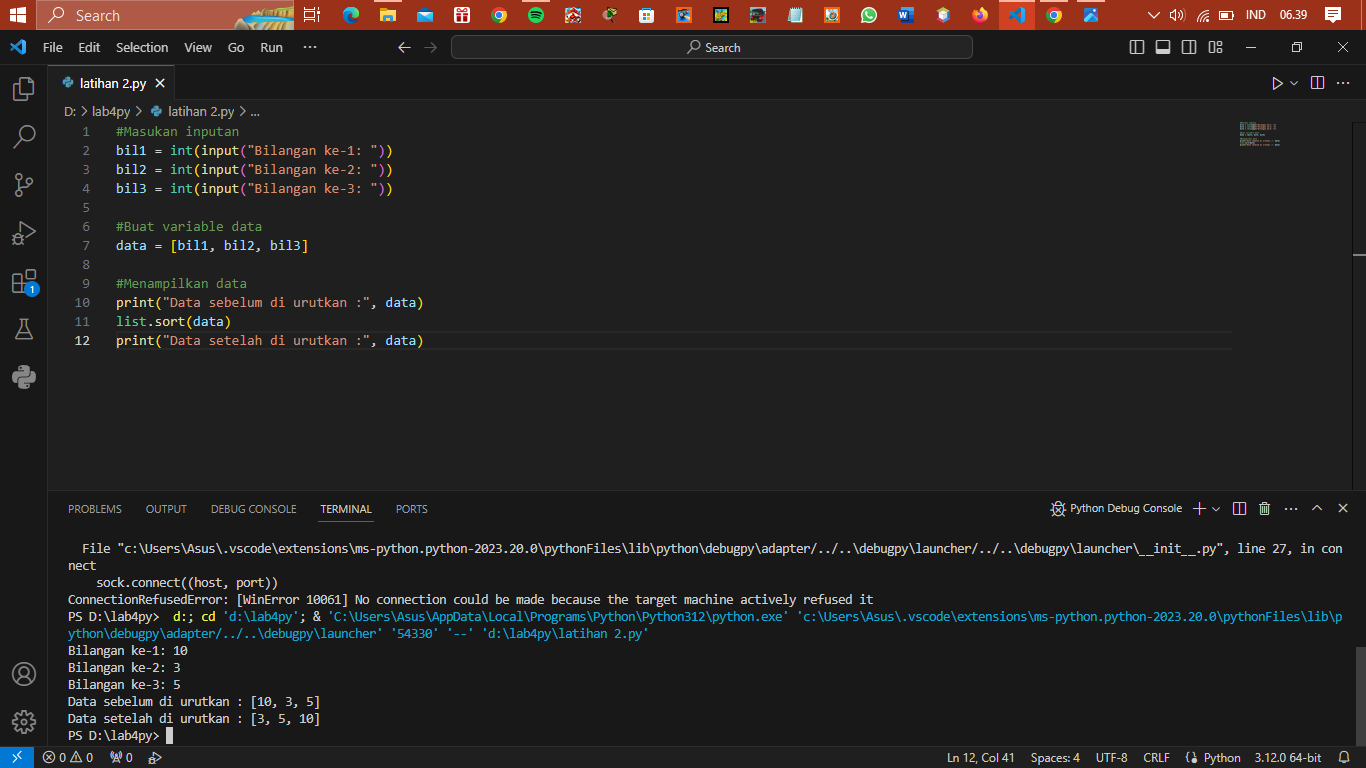 Search
IND
06.39
File Edit Selection View Go Run ···
Search
latihan 2.py
D: > lab4py > latihan 2.py > ...
1 #Masukan inputan
2 bil1 = int(input("Bilangan ke-1: "))
3 bil2 = int(input("Bilangan ke-2: "))
4 bil3 = int(input("Bilangan ke-3: "))
5
6 #Buat variable data
7 data = [bil1, bil2, bil3]
8
9 #Menampilkan data
10 print("Data sebelum di urutkan :", data)
11 list.sort(data)
12 print("Data setelah di urutkan :", data)
1
PROBLEMS OUTPUT DEBUG CONSOLE TERMINAL PORTS
Python Debug Console
File "c:\Users\Asus\.vscode\extensions\ms-python.python-2023.20.0\pythonFiles\lib\python\debugpy\adapter/../..\debugpy\launcher/../..\debugpy\launcher\__init__.py", line 27, in con
nect
sock.connect((host, port))
ConnectionRefusedError: [WinError 10061] No connection could be made because the target machine actively refused it
PS D:\lab4py> d:; cd 'd:\lab4py'; & 'C:\Users\Asus\AppData\Local\Programs\Python\Python312\python.exe' 'c:\Users\Asus\.vscode\extensions\ms-python.python-2023.20.0\pythonFiles\lib\p
ython\debugpy\adapter/../..\debugpy\launcher' '54330' '--' 'd:\lab4py\latihan 2.py'
Bilangan ke-1: 10
Bilangan ke-2: 3
Bilangan ke-3: 5
Data sebelum di urutkan : [10, 3, 5]
Data setelah di urutkan : [3, 5, 10]
PS D:\lab4py>
0 0 0
Ln 12, Col 41 Spaces: 4 UTF-8 CRLF Python 3.12.0 64-bit